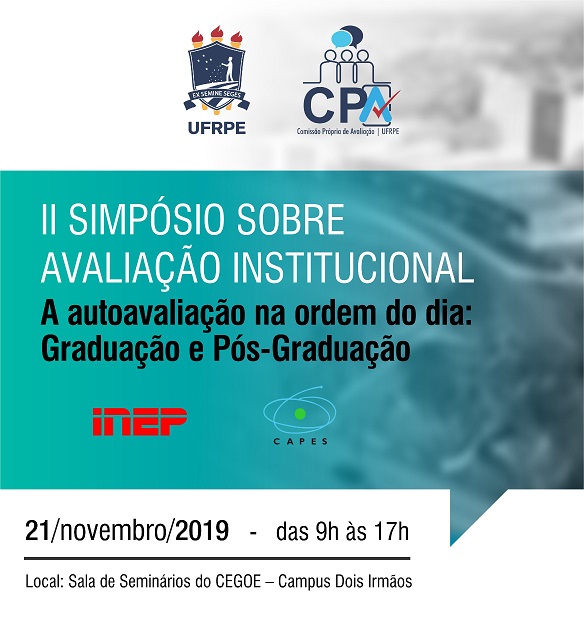 EX SEMINE SEGES
UFRPE
CPA
Comissão Própria de Avaliação | UFRPE
II SIMPÓSIO SOBRE
AVALIAÇÃO INSTITUCIONAL
A autoavaliação na ordem do dia:
Graduação e Pós-Graduação
INEP
CAPES
21/novembro/2019 - das 9h às 17h
Local: Sala de Seminários do CEGOE – Campus Dois Irmãos